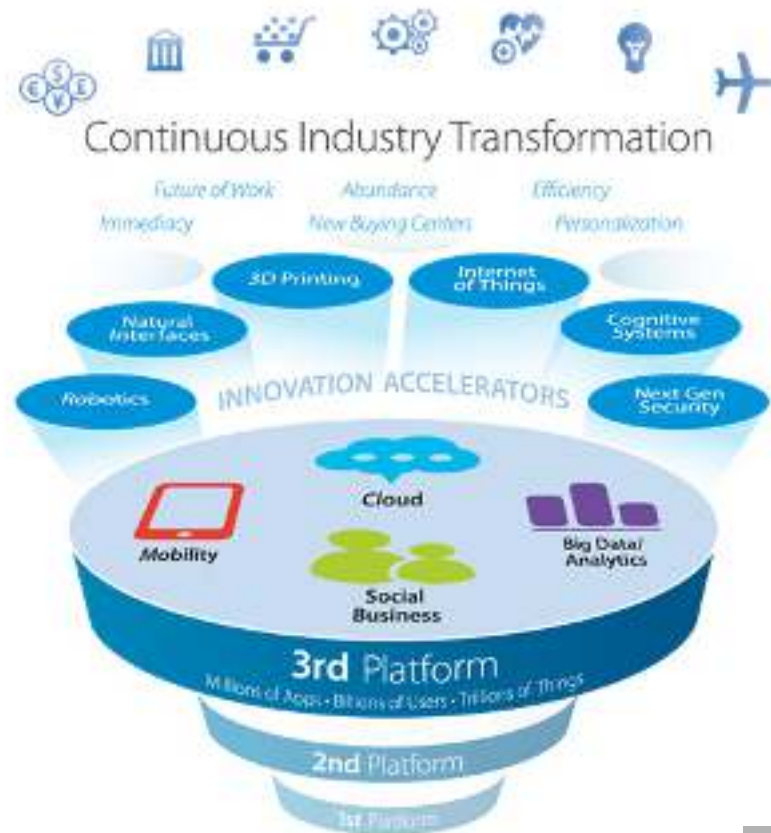 € $ ¥ £
Continuous Industry Transformation
Future of Work Abundance Efficiency
Immediacy New Buying Centers Personalization
3D Printing
Internet
of Things
Natural
Interfaces
Cognitive
Systems
Robotics
INNOVATION ACCELERATORS
Next Gen
Security
Cloud
Mobility
Big Data/
Analytics
Social
Business
3rd Platform
Millions of Apps • Billions of Users • Trillions of Things
2nd Platform
1st Platform